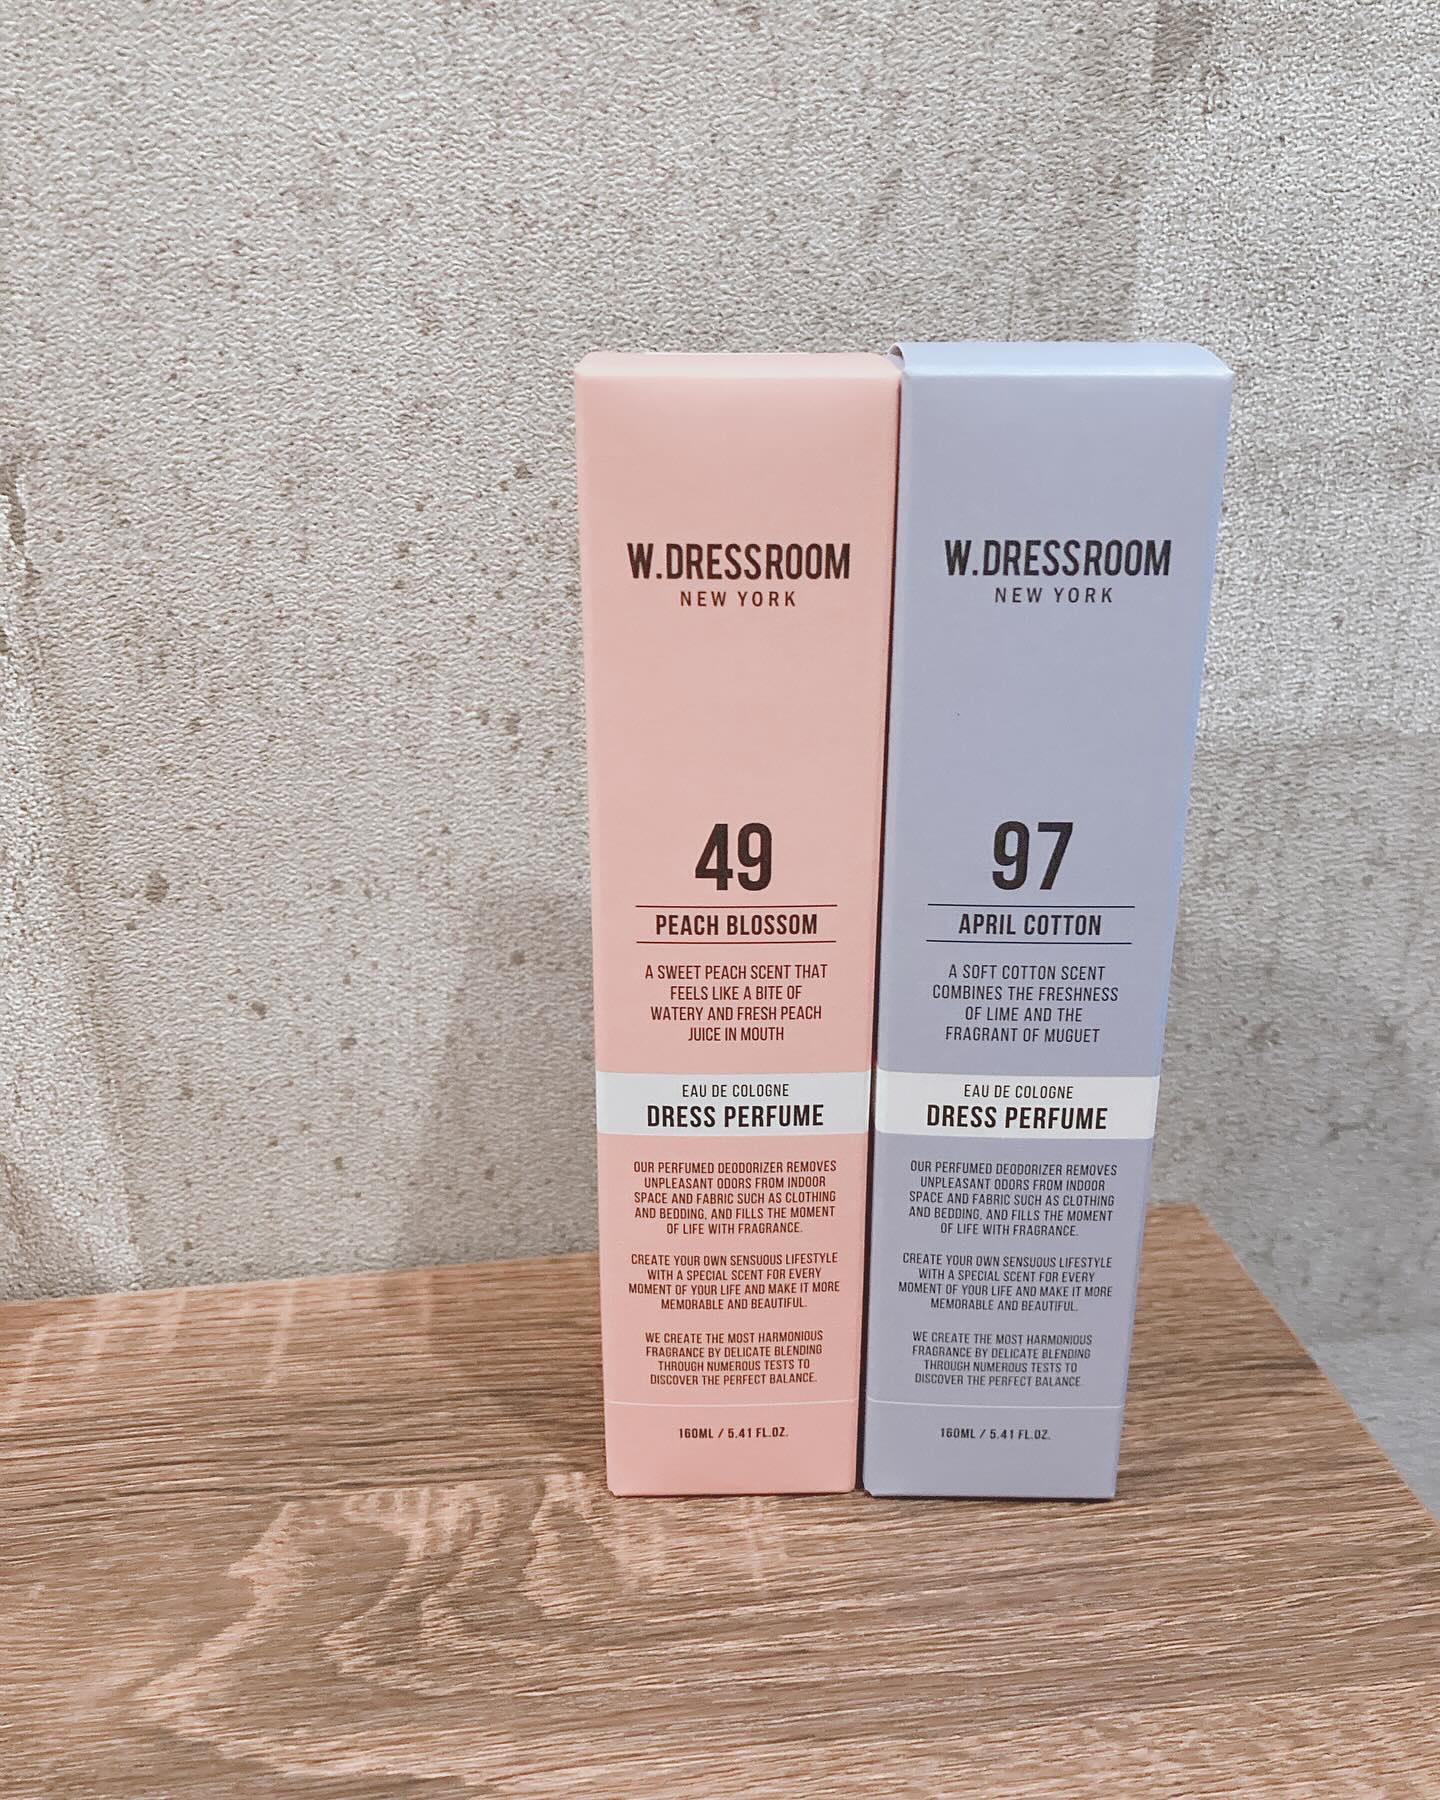 W.DRESSROOM
NEW YORK
49
PEACH BLOSSOM
A SWEET PEACH SCENT THAT
FEELS LIKE A BITE OF
WATERY AND FRESH PEACH
JUICE IN MOUTH
EAU DE COLOGNE
DRESS PERFUME
OUR PERFUMED DEODORIZER REMOVES
UNPLEASANT ODORS FROM INDOOR
SPACE AND FABRIC SUCH AS CLOTHING
AND BEDDING, AND FILLS THE MOMENT
OF LIFE WITH FRAGRANCE.
CREATE YOUR OWN SENSUOUS LIFESTYLE
WITH A SPECIAL SCENT FOR EVERY
MOMENT OF YOUR LIFE AND MAKE IT MORE
MEMORABLE AND BEAUTIFUL.
WE CREATE THE MOST HARMONIOUS
FRAGRANCE BY DELICATE BLENDING
THROUGH NUMEROUS TESTS TO
DISCOVER THE PERFECT BALANCE.
160ML / 5.41 FL.OZ.
W.DRESSROOM
NEW YORK
97
APRIL COTTON
A SOFT COTTON SCENT
COMBINES THE FRESHNESS
OF LIME AND THE
FRAGRANT OF MUGUET
EAU DE COLOGNE
DRESS PERFUME
OUR PERFUMED DEODORIZER REMOVES
UNPLEASANT ODORS FROM INDOOR
SPACE AND FABRIC SUCH AS CLOTHING
AND BEDDING, AND FILLS THE MOMENT
OF LIFE WITH FRAGRANCE.
CREATE YOUR OWN SENSUOUS LIFESTYLE
WITH A SPECIAL SCENT FOR EVERY
MOMENT OF YOUR LIFE AND MAKE IT MORE
MEMORABLE AND BEAUTIFUL.
WE CREATE THE MOST HARMONIOUS
FRAGRANCE BY DELICATE BLENDING
THROUGH NUMEROUS TESTS TO
DISCOVER THE PERFECT BALANCE.
160ML / 5.41 FL.OZ.